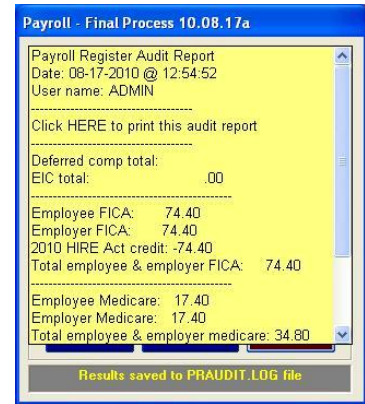 Payroll - Final Process 10.08.17a
Payroll Register Audit Report
Date: 08-17-2010 @ 12:54:52
User name: ADMIN
----------------------------------
Click HERE to print this audit report
-----------------------------------------
Deferred comp total:
EIC total: .00
---------------------------------------------------
Employee FICA: 74.40
Employer FICA: 74.40
2010 HIRE Act credit: -74.40
Total employee & employer FICA: 74.40
---------------------------------------------------
Employee Medicare: 17.40
Employer Medicare: 17.40
Total employee & employer medicare: 34.80
Results saved to PRAUDIT.LOG file